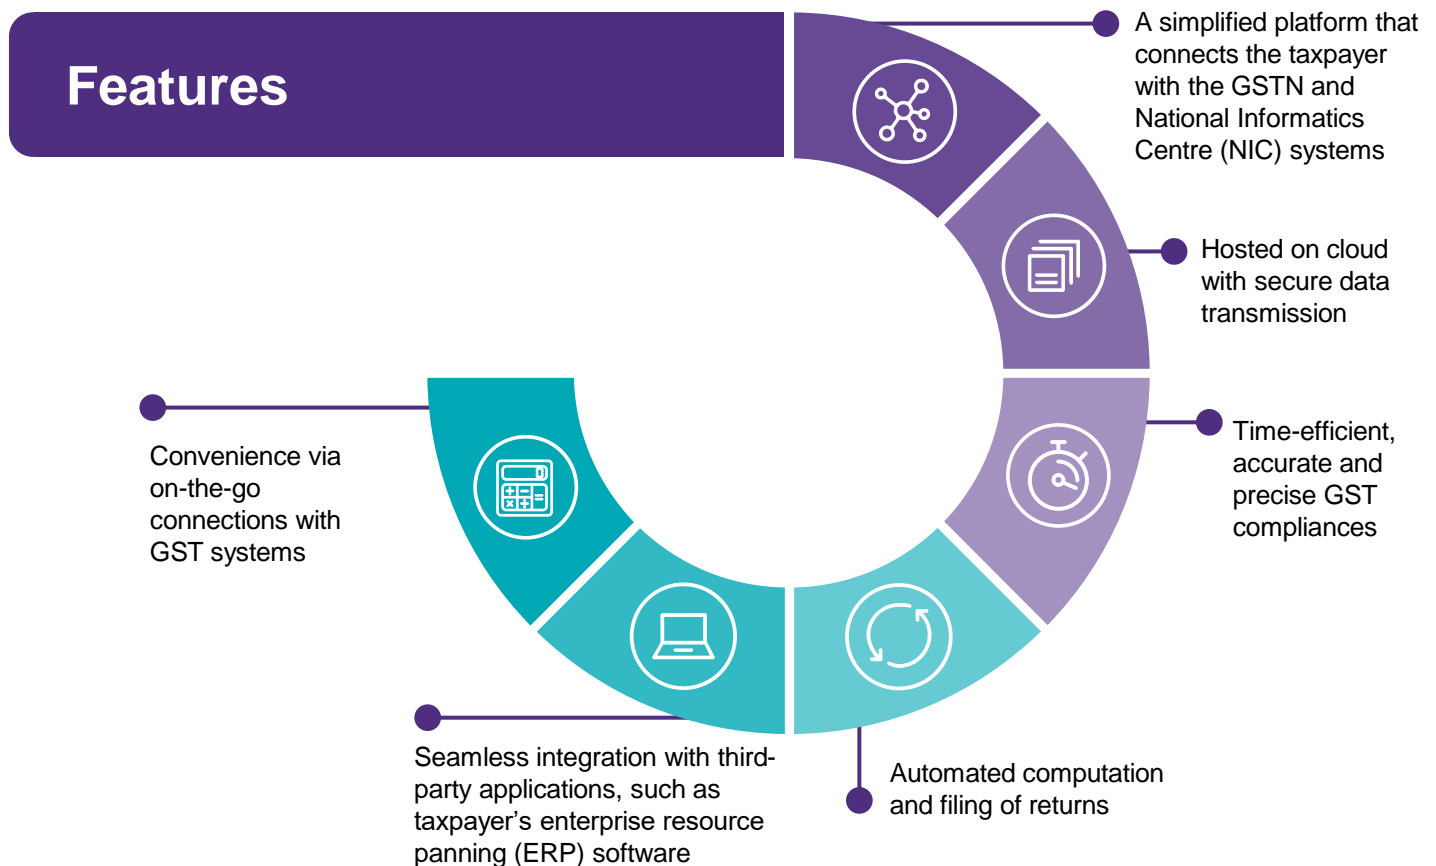 Features
A simplified platform that
connects the taxpayer
with the GSTN and
National Informatics
Centre (NIC) systems
Hosted on cloud
with secure data
transmission
Time-efficient,
accurate and
precise GST
compliances
Automated computation
and filing of returns
Seamless integration with third-
party applications, such as
taxpayer’s enterprise resource
panning (ERP) software
Convenience via
on-the-go
connections with
GST systems